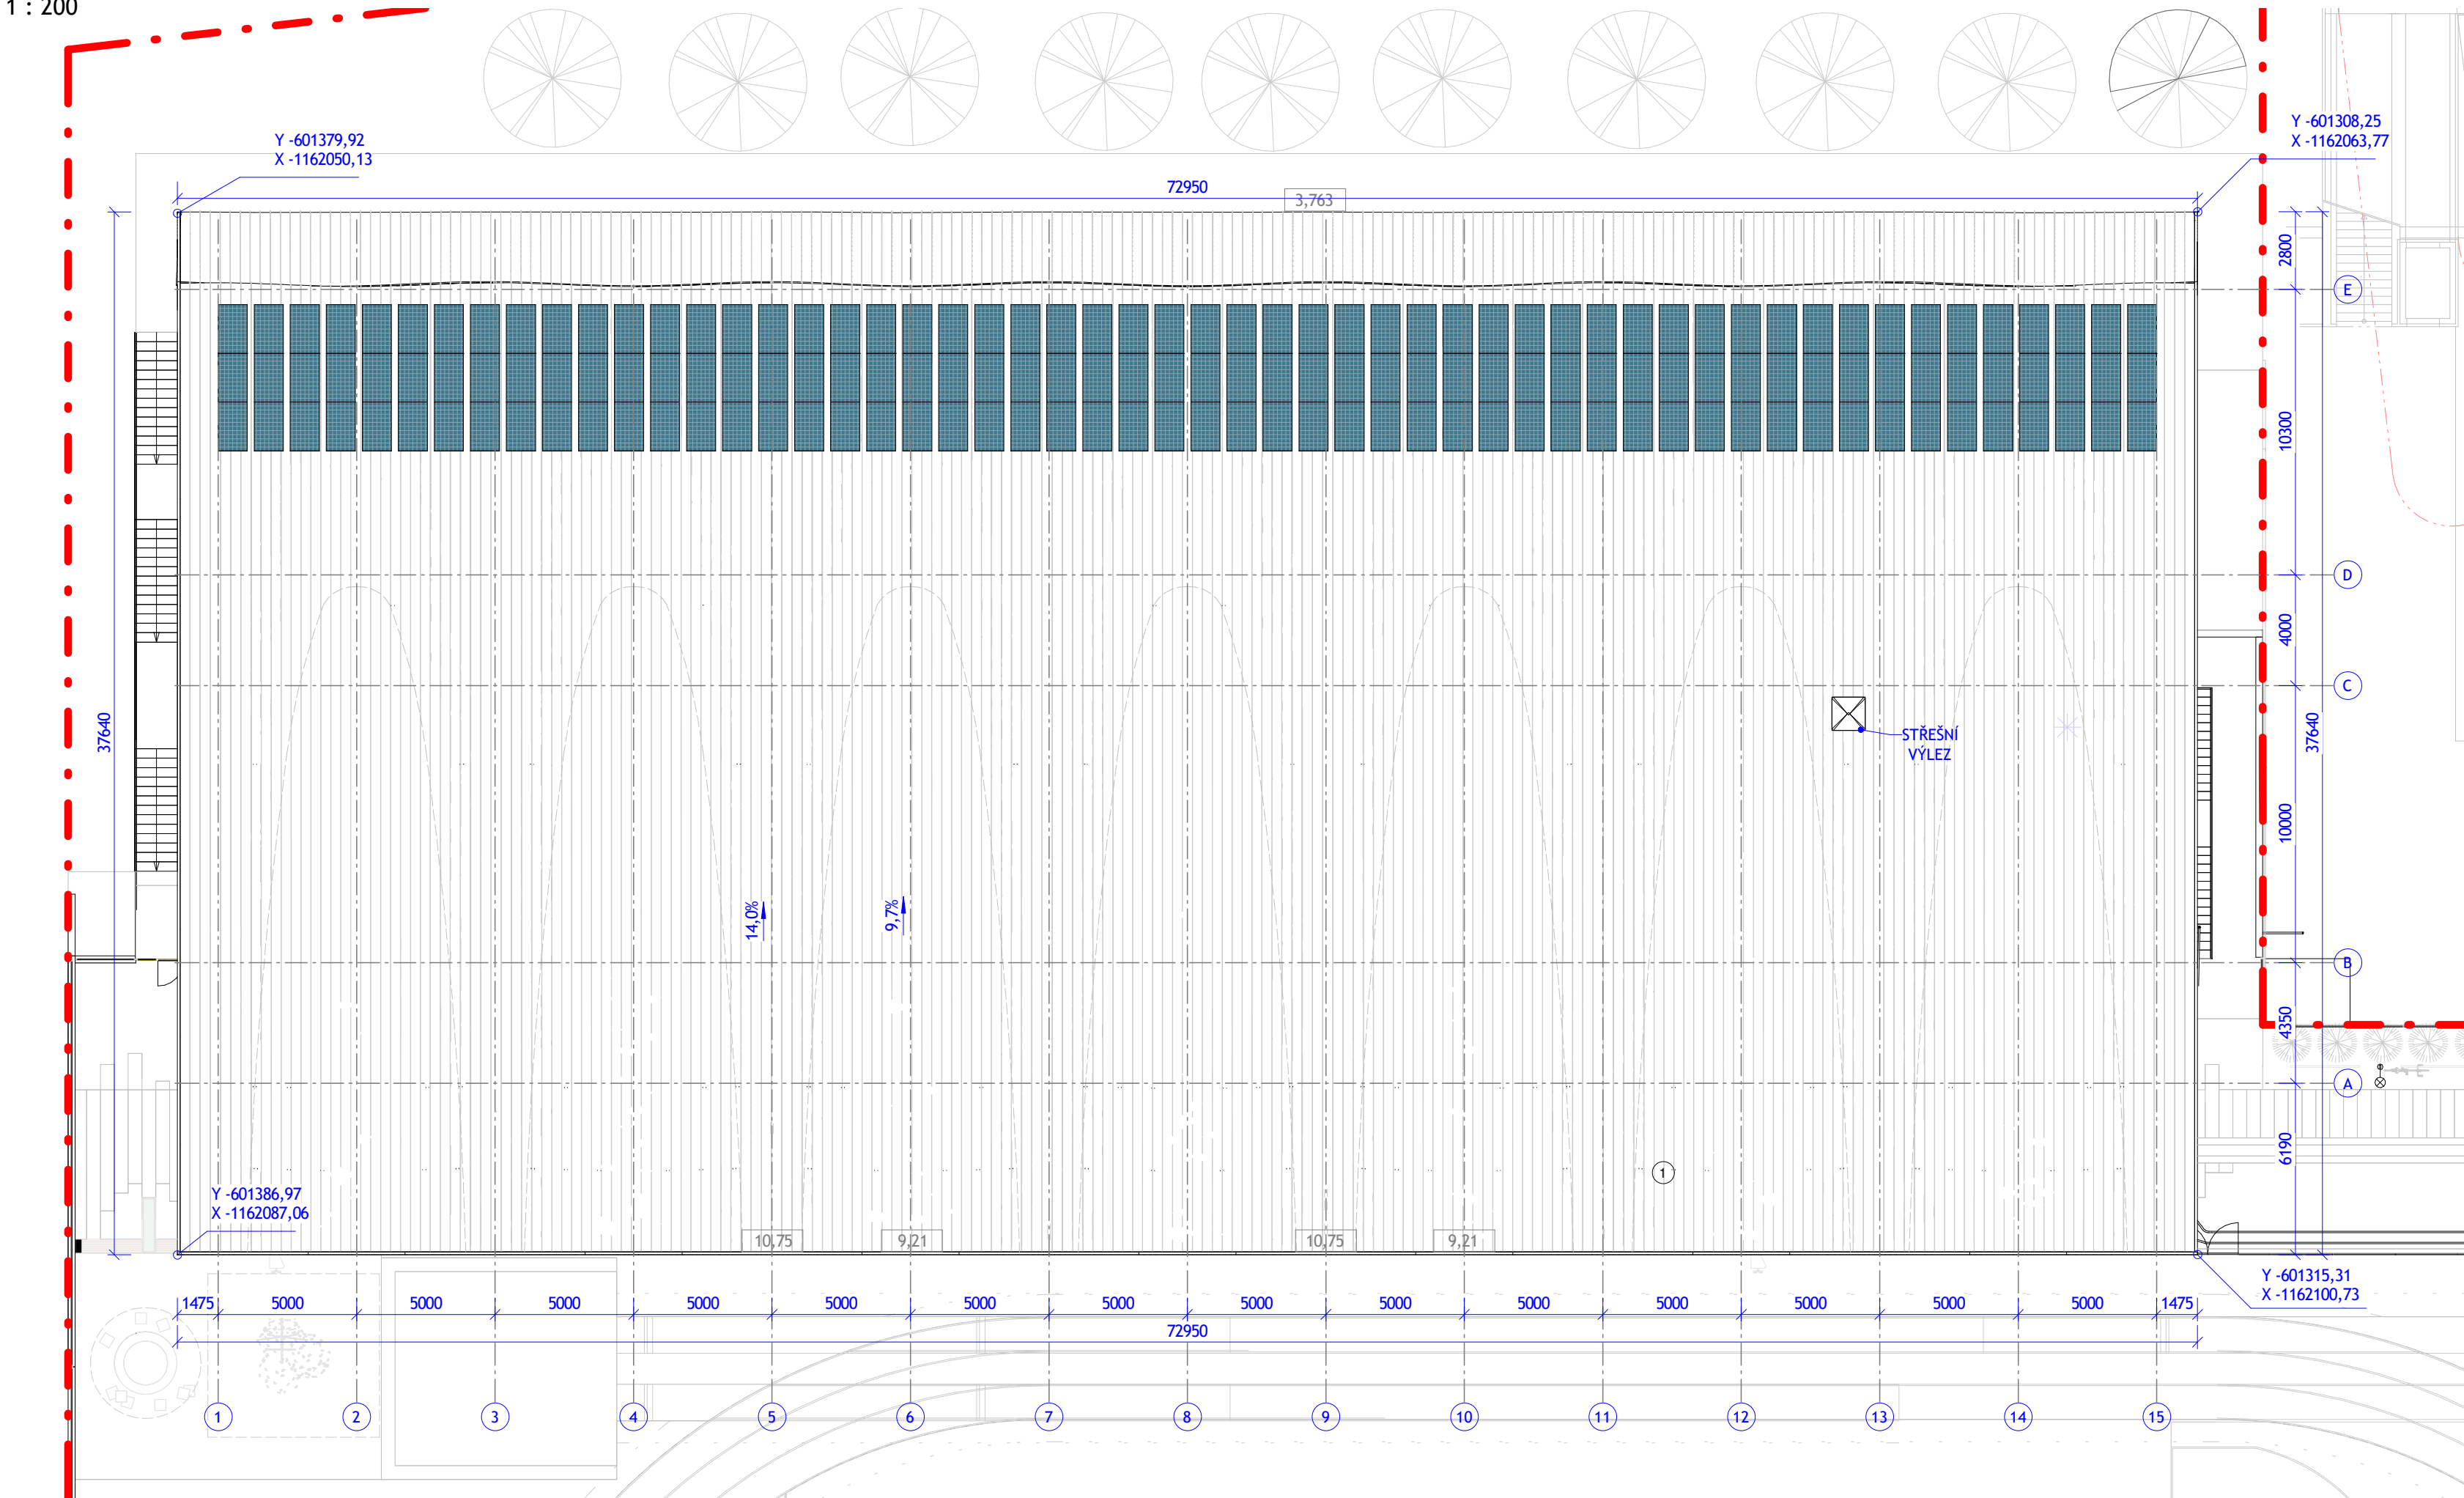 1 : 200
Y -601379,92
X -1162050,13
Y -601308,25
X -1162063,77
72950
3,763
2800
E
10300
D
4000
C
37640
37640
STŘEŠNÍ
VÝLEZ
10000
14,0%
9,7%
B
4350
A
6190
1
Y -601386,97
X -1162087,06
10,75
9,21
10,75
9,21
Y -601315,31
X -1162100,73
1475 5000 5000 5000 5000 5000 5000 5000 5000 5000 5000 5000 5000 5000 5000 1475
72950
1 2 3 4 5 6 7 8 9 10 11 12 13 14 15